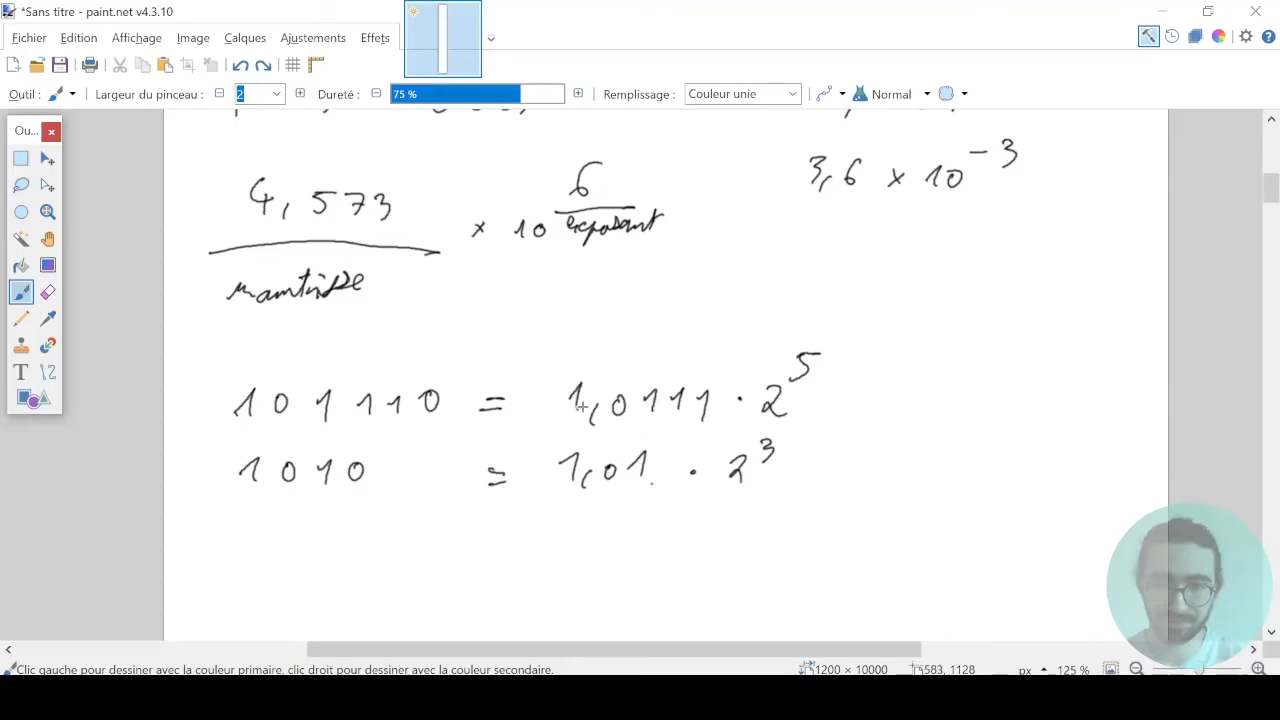 *Sans titre - paint.net v4.3.10
Fichier Edition Affichage Image Calques Ajustements Effets
Outil : Largeur du pinceau : 2 Dureté : 75 % Remplissage : Couleur unie Normal
Ou...
4,573 × 10 6 3,6 × 10 -3
exposant
mantisse
101110 = 1,0111 · 2 5
1010 = 1,01 · 2 3
Clic gauche pour dessiner avec la couleur primaire, clic droit pour dessiner avec la couleur secondaire. 1200 × 10000 583, 1128 px 125 %